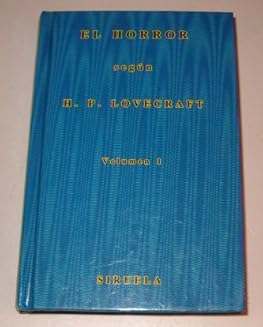 EL HORROR
según
H. P. LOVECRAFT
Volumen 1
SIRUELA